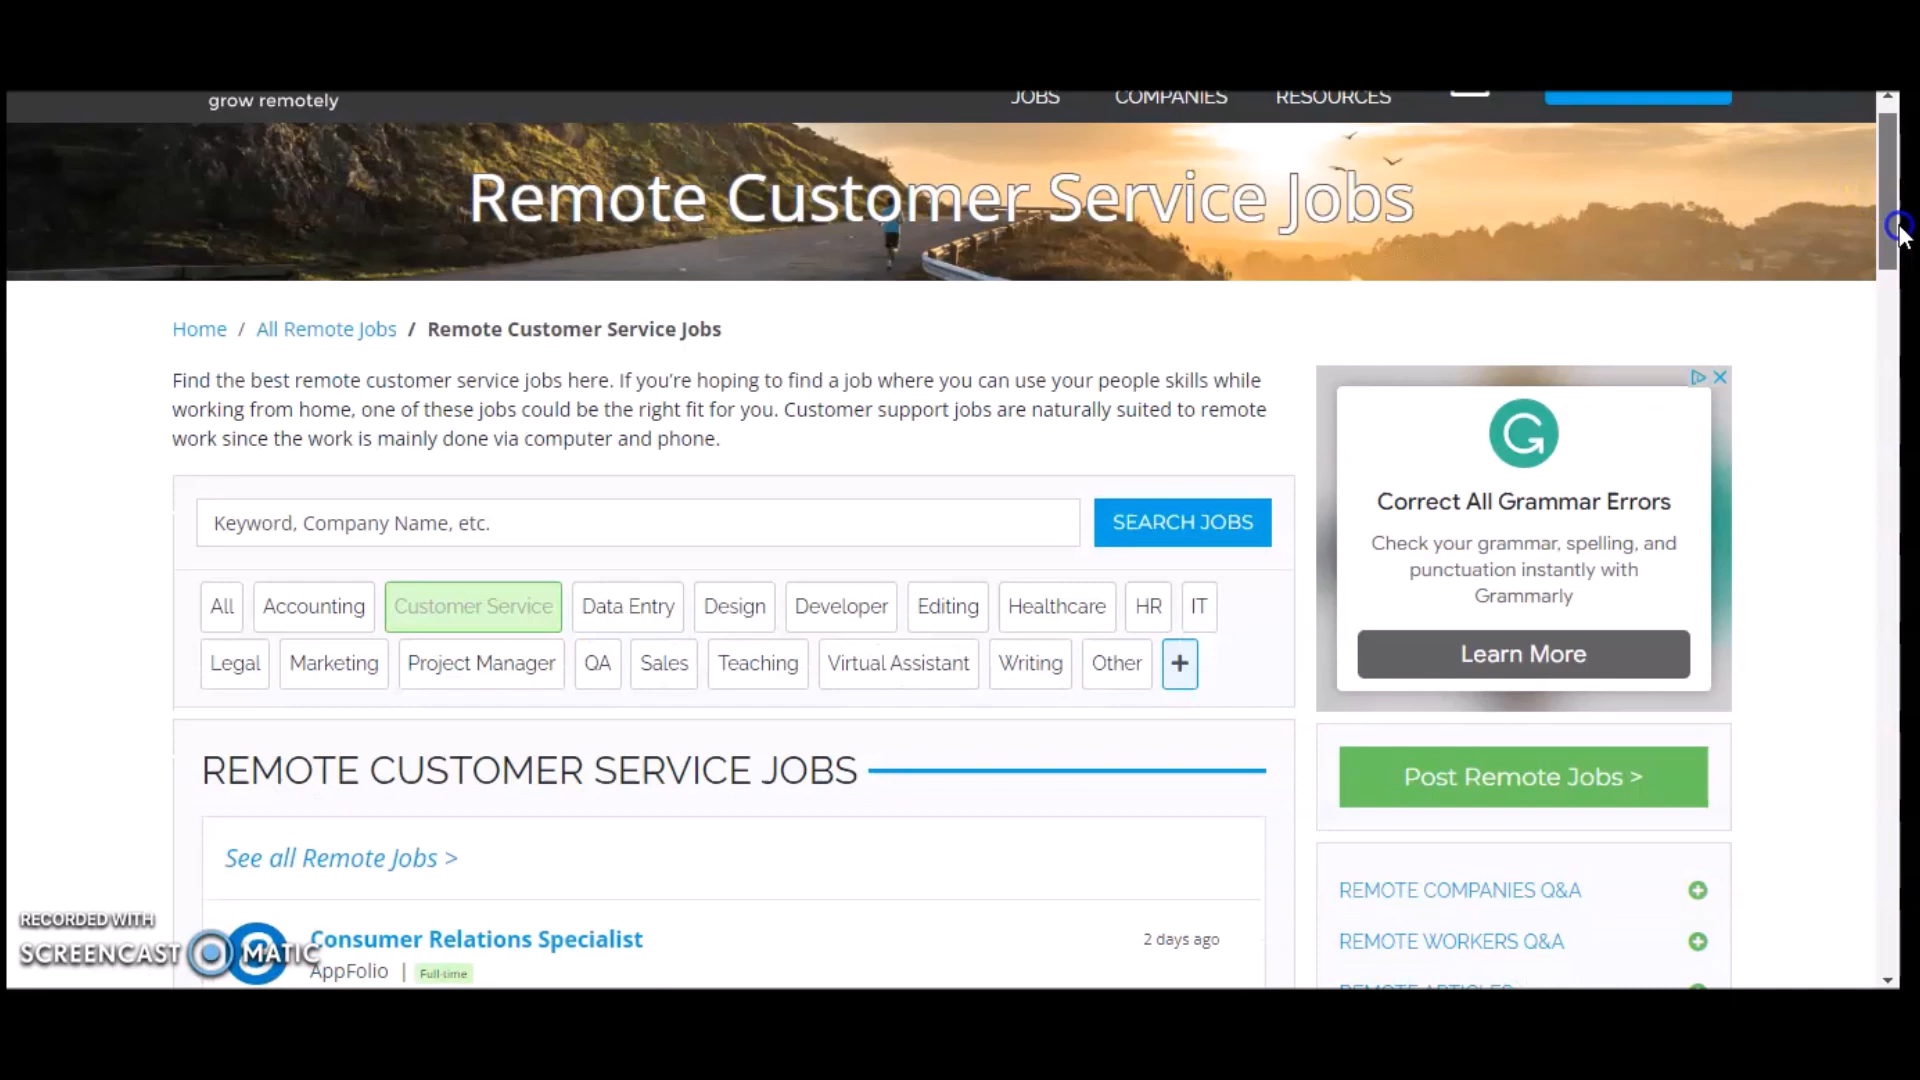 grow remotely
JOBS COMPANIES RESOURCES
Remote Customer Service Jobs
Home / All Remote Jobs / Remote Customer Service Jobs
Find the best remote customer service jobs here. If you're hoping to find a job where you can use your people skills while
working from home, one of these jobs could be the right fit for you. Customer support jobs are naturally suited to remote
work since the work is mainly done via computer and phone.
Keyword, Company Name, etc.
SEARCH JOBS
All Accounting Customer Service Data Entry Design Developer Editing Healthcare HR IT
Legal Marketing Project Manager QA Sales Teaching Virtual Assistant Writing Other +
REMOTE CUSTOMER SERVICE JOBS
See all Remote Jobs >
Consumer Relations Specialist
2 days ago
AppFolio | Full-time
Correct All Grammar Errors
Check your grammar, spelling, and
punctuation instantly with
Grammarly
Learn More
Post Remote Jobs >
REMOTE COMPANIES Q&A
REMOTE WORKERS Q&A
REMOTE ARTICLES
RECORDED WITH
SCREENCAST MATIC